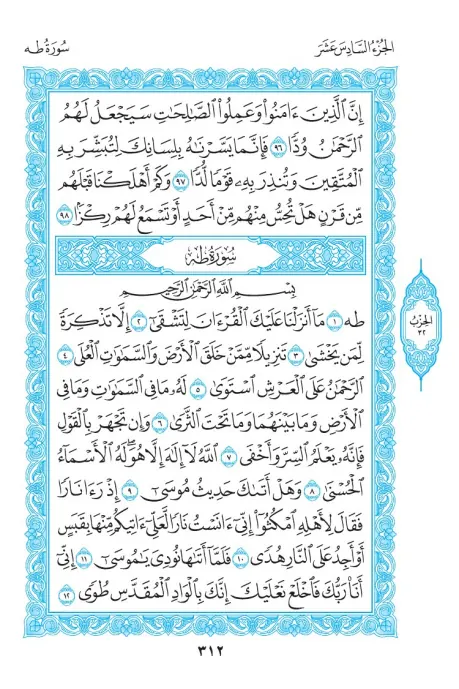 الجزء السادس عشر
سورة طه
إِنَّ ٱلَّذِينَ ءَامَنُوا۟ وَعَمِلُوا۟ ٱلصَّٰلِحَٰتِ سَيَجْعَلُ لَهُمُ
ٱلرَّحْمَٰنُ وُدًّا ٩٦ فَإِنَّمَا يَسَّرْنَٰهُ بِلِسَانِكَ لِتُبَشِّرَ بِهِ
ٱلْمُتَّقِينَ وَتُنذِرَ بِهِۦ قَوْمًا لُّدًّا ٩٧ وَكَمْ أَهْلَكْنَا قَبْلَهُم
مِّن قَرْنٍ هَلْ تُحِسُّ مِنْهُم مِّنْ أَحَدٍ أَوْ تَسْمَعُ لَهُمْ رِكْزًۢا ٩٨
سورة طه
بِسْمِ ٱللَّهِ ٱلرَّحْمَٰنِ ٱلرَّحِيمِ
طه ١ مَآ أَنزَلْنَا عَلَيْكَ ٱلْقُرْءَانَ لِتَشْقَىٰٓ ٢ إِلَّا تَذْكِرَةً
لِّمَن يَخْشَىٰ ٣ تَنزِيلًا مِّمَّنْ خَلَقَ ٱلْأَرْضَ وَٱلسَّمَٰوَٰتِ ٱلْعُلَى ٤
ٱلرَّحْمَٰنُ عَلَى ٱلْعَرْشِ ٱسْتَوَىٰ ٥ لَهُۥ مَا فِى ٱلسَّمَٰوَٰتِ وَمَا فِى
ٱلْأَرْضِ وَمَا بَيْنَهُمَا وَمَا تَحْتَ ٱلثَّرَىٰ ٦ وَإِن تَجْهَرْ بِٱلْقَوْلِ
فَإِنَّهُۥ يَعْلَمُ ٱلسِّرَّ وَأَخْفَى ٧ ٱللَّهُ لَآ إِلَٰهَ إِلَّا هُوَ ۖ لَهُ ٱلْأَسْمَآءُ
ٱلْحُسْنَىٰ ٨ وَهَلْ أَتَىٰكَ حَدِيثُ مُوسَىٰٓ ٩ إِذْ رَءَا نَارًا
فَقَالَ لِأَهْلِهِ ٱمْكُثُوٓا۟ إِنِّىٓ ءَانَسْتُ نَارًا لَّعَلِّىٓ ءَاتِيكُم مِّنْهَا بِقَبَسٍ
أَوْ أَجِدُ عَلَى ٱلنَّارِ هُدًى ١٠ فَلَمَّآ أَتَىٰهَا نُودِىَ يَٰمُوسَىٰٓ ١١ إِنِّىٓ
أَنَا۠ رَبُّكَ فَٱخْلَعْ نَعْلَيْكَ ۖ إِنَّكَ بِٱلْوَادِ ٱلْمُقَدَّسِ طُوًى ١٢
الحزب
٣٢
٣١٢